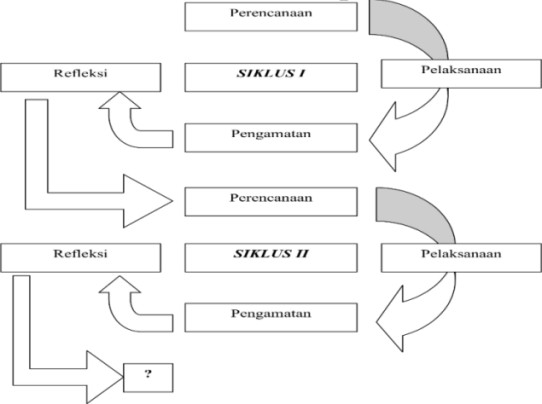 Perencanaan
Refleksi
SIKLUS I
Pelaksanaan
Pengamatan
Perencanaan
Refleksi
SIKLUS II
Pelaksanaan
Pengamatan
?